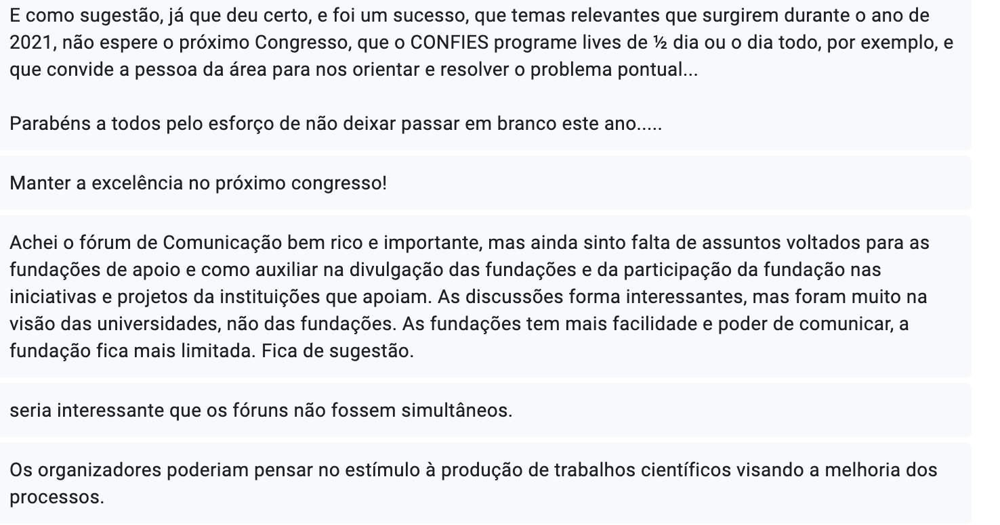 E como sugestão, já que deu certo, e foi um sucesso, que temas relevantes que surgirem durante o ano de
2021, não espere o próximo Congresso, que o CONFIES programe lives de ½ dia ou o dia todo, por exemplo, e
que convide a pessoa da área para nos orientar e resolver o problema pontual...
Parabéns a todos pelo esforço de não deixar passar em branco este ano.....
Manter a excelência no próximo congresso!
Achei o fórum de Comunicação bem rico e importante, mas ainda sinto falta de assuntos voltados para as
fundações de apoio e como auxiliar na divulgação das fundações e da participação da fundação nas
iniciativas e projetos da instituições que apoiam. As discussões forma interessantes, mas foram muito na
visão das universidades, não das fundações. As fundações tem mais facilidade e poder de comunicar, a
fundação fica mais limitada. Fica de sugestão.
seria interessante que os fóruns não fossem simultâneos.
Os organizadores poderiam pensar no estímulo à produção de trabalhos científicos visando a melhoria dos
processos.